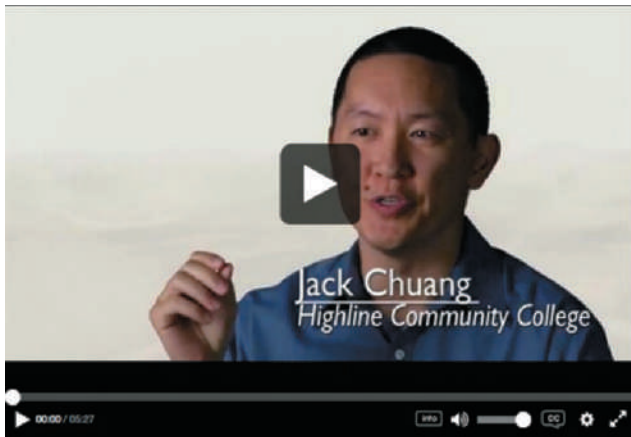 Jack Chuang
Highline Community College
00:00 / 05:27
info
CC